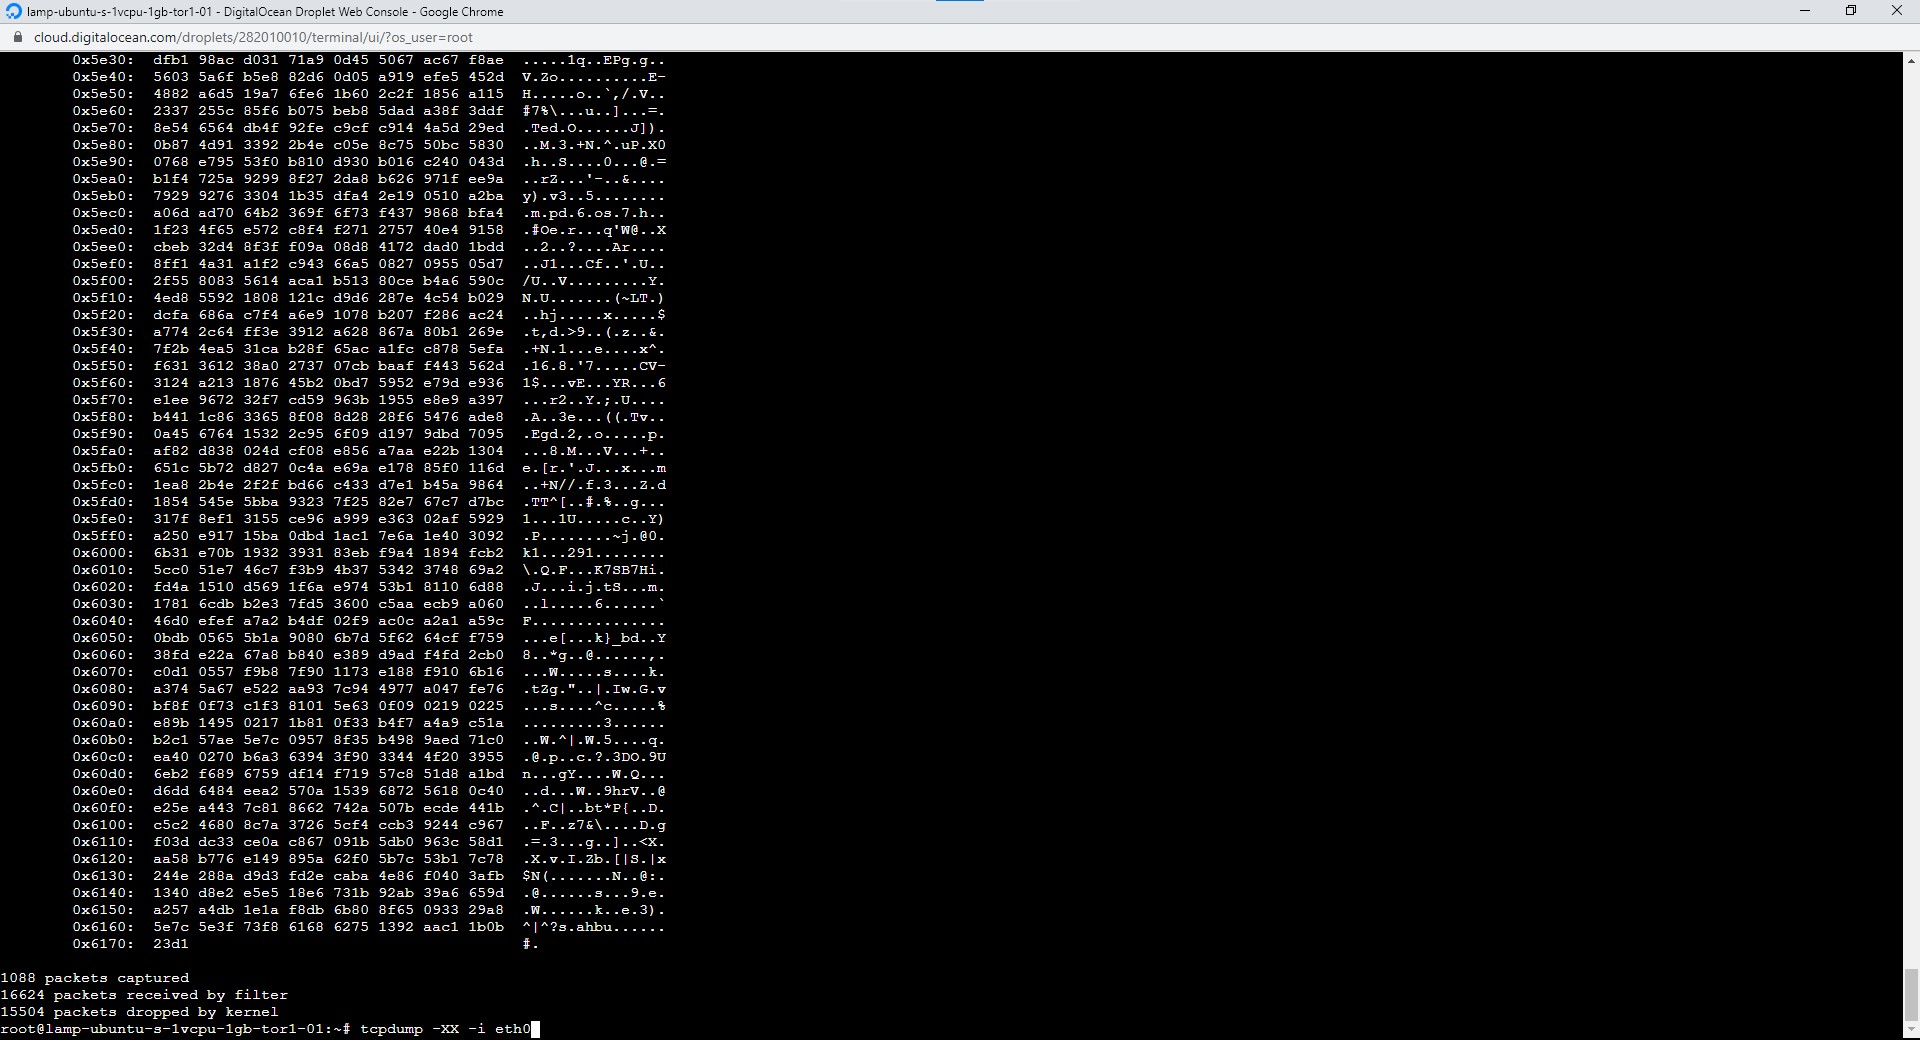 lamp-ubuntu-s-1vcpu-1gb-tor1-01 - DigitalOcean Droplet Web Console - Google Chrome
cloud.digitalocean.com/droplets/282010010/terminal/ui/?os_user=root
0x5e30: dfb1 98ac d031 71a9 0d45 5067 ac67 f8ae .....1q..EPg.g..
0x5e40: 5603 5a6f b5e8 82d6 0d05 a919 efe5 452d V.Zo..........E-
0x5e50: 4882 a6d5 19a7 6fe6 1b60 2c2f 1856 a115 H.....o..`,/.V..
0x5e60: 2337 255c 85f6 b075 beb8 5dad a38f 3ddf #7%\...u..]...=.
0x5e70: 8e54 6564 db4f 92fe c9cf c914 4a5d 29ed .Ted.O......J]).
0x5e80: 0b87 4d91 3392 2b4e c05e 8c75 50bc 5830 ..M.3.+N.^.uP.X0
0x5e90: 0768 e795 53f0 b810 d930 b016 c240 043d .h..S....0...@.=
0x5ea0: b1f4 725a 9299 8f27 2da8 b626 971f ee9a ..rZ...'-..&....
0x5eb0: 7929 9276 3304 1b35 dfa4 2e19 0510 a2ba y).v3..5........
0x5ec0: a06d ad70 64b2 369f 6f73 f437 9868 bfa4 .m.pd.6.os.7.h..
0x5ed0: 1f23 4f65 e572 c8f4 f271 2757 40e4 9158 .#Oe.r...q'W@..X
0x5ee0: cbeb 32d4 8f3f f09a 08d8 4172 dad0 1bdd ..2..?....Ar....
0x5ef0: 8ff1 4a31 a1f2 c943 66a5 0827 0955 05d7 ..J1...Cf..'.U..
0x5f00: 2f55 8083 5614 aca1 b513 80ce b4a6 590c /U..V.........Y.
0x5f10: 4ed8 5592 1808 121c d9d6 287e 4c54 b029 N.U.......(~LT.)
0x5f20: dcfa 686a c7f4 a6e9 1078 b207 f286 ac24 ..hj.....x.....$
0x5f30: a774 2c64 ff3e 3912 a628 867a 80b1 269e .t,d.>9..(.z..&.
0x5f40: 7f2b 4ea5 31ca b28f 65ac a1fc c878 5efa .+N.1...e....x^.
0x5f50: f631 3612 38a0 2737 07cb baaf f443 562d .16.8.'7.....CV-
0x5f60: 3124 a213 1876 45b2 0bd7 5952 e79d e936 1$...vE...YR...6
0x5f70: e1ee 9672 32f7 cd59 963b 1955 e8e9 a397 ...r2..Y.;.U....
0x5f80: b441 1c86 3365 8f08 8d28 28f6 5476 ade8 .A..3e...((.Tv..
0x5f90: 0a45 6764 1532 2c95 6f09 d197 9dbd 7095 .Egd.2,.o.....p.
0x5fa0: af82 d838 024d cf08 e856 a7aa e22b 1304 ...8.M...V...+..
0x5fb0: 651c 5b72 d827 0c4a e69a e178 85f0 116d e.[r.'.J...x...m
0x5fc0: 1ea8 2b4e 2f2f bd66 c433 d7e1 b45a 9864 ..+N//.f.3...Z.d
0x5fd0: 1854 545e 5bba 9323 7f25 82e7 67c7 d7bc .TT^[..#.%..g...
0x5fe0: 317f 8ef1 3155 ce96 a999 e363 02af 5929 1...1U.....c..Y)
0x5ff0: a250 e917 15ba 0dbd 1ac1 7e6a 1e40 3092 .P........~j.@0.
0x6000: 6b31 e70b 1932 3931 83eb f9a4 1894 fcb2 k1...291........
0x6010: 5cc0 51e7 46c7 f3b9 4b37 5342 3748 69a2 \.Q.F...K7SB7Hi.
0x6020: fd4a 1510 d569 1f6a e974 53b1 8110 6d88 .J...i.j.tS...m.
0x6030: 1781 6cdb b2e3 7fd5 3600 c5aa ecb9 a060 ..l.....6......`
0x6040: 46d0 efef a7a2 b4df 02f9 ac0c a2a1 a59c F...............
0x6050: 0bdb 0565 5b1a 9080 6b7d 5f62 64cf f759 ...e[...k}_bd..Y
0x6060: 38fd e22a 67a8 b840 e389 d9ad f4fd 2cb0 8..*g..@......,.
0x6070: c0d1 0557 f9b8 7f90 1173 e188 f910 6b16 ...W.....s....k.
0x6080: a374 5a67 e522 aa93 7c94 4977 a047 fe76 .tZg."..|.Iw.G.v
0x6090: bf8f 0f73 c1f3 8101 5e63 0f09 0219 0225 ...s....^c.....%
0x60a0: e89b 1495 0217 1b81 0f33 b4f7 a4a9 c51a .........3......
0x60b0: b2c1 57ae 5e7c 0957 8f35 b498 9aed 71c0 ..W.^|.W.5....q.
0x60c0: ea40 0270 b6a3 6394 3f90 3344 4f20 3955 .@.p..c.?.3DO.9U
0x60d0: 6eb2 f689 6759 df14 f719 57c8 51d8 a1bd n...gY....W.Q...
0x60e0: d6dd 6484 eea2 570a 1539 6872 5618 0c40 ..d...W..9hrV..@
0x60f0: e25e a443 7c81 8662 742a 507b ecde 441b .^.C|..bt*P{..D.
0x6100: c5c2 4680 8c7a 3726 5cf4 ccb3 9244 c967 ..F..z7&\....D.g
0x6110: f03d dc33 ce0a c867 091b 5db0 963c 58d1 .=.3...g..]..<X.
0x6120: aa58 b776 e149 895a 62f0 5b7c 53b1 7c78 .X.v.I.Zb.[|S.|x
0x6130: 244e 288a d9d3 fd2e caba 4e86 f040 3afb $N(.......N..@:.
0x6140: 1340 d8e2 e5e5 18e6 731b 92ab 39a6 659d .@......s...9.e.
0x6150: a257 a4db 1e1a f8db 6b80 8f65 0933 29a8 .W......k..e.3).
0x6160: 5e7c 5e3f 73f8 6168 6275 1392 aac1 1b0b ^|^?s.ahbu......
0x6170: 23d1 #.
1088 packets captured
16624 packets received by filter
15504 packets dropped by kernel
root@lamp-ubuntu-s-1vcpu-1gb-tor1-01:~# tcpdump -XX -i eth0